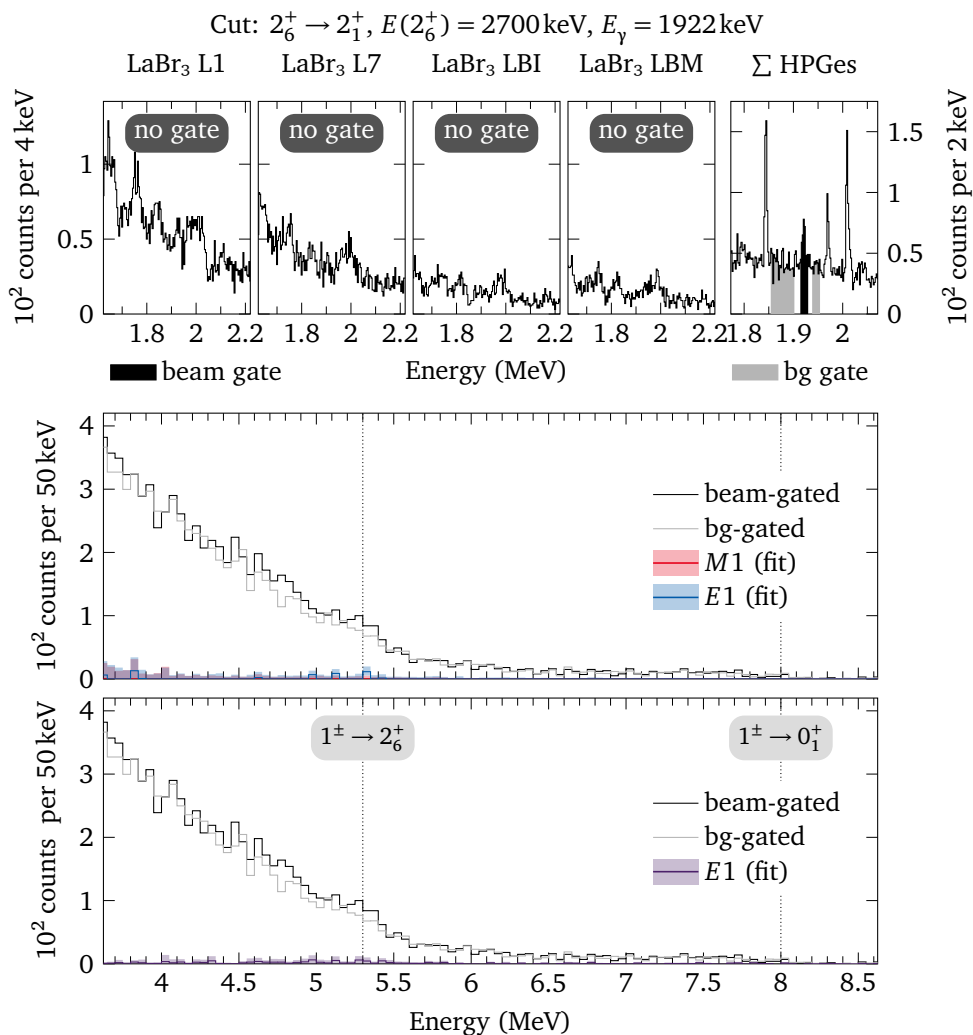 Cut: 2₆⁺ → 2₁⁺, E(2₆⁺) = 2700 keV, Eγ = 1922 keV
LaBr₃ L1 LaBr₃ L7 LaBr₃ LBI LaBr₃ LBM ∑ HPGes
no gate no gate no gate no gate
10² counts per 4 keV
1
0.5
0
1.5
1
0.5
0
10² counts per 2 keV
1.8 2 2.2 1.8 2 2.2 1.8 2 2.2 1.8 2 2.2 1.8 1.9 2
beam gate Energy (MeV) bg gate
10² counts per 50 keV
4
3
2
1
0
beam-gated
bg-gated
M1 (fit)
E1 (fit)
10² counts per 50 keV
4
3
2
1
0
1± → 2₆⁺ 1± → 0₁⁺
beam-gated
bg-gated
E1 (fit)
4 4.5 5 5.5 6 6.5 7 7.5 8 8.5
Energy (MeV)